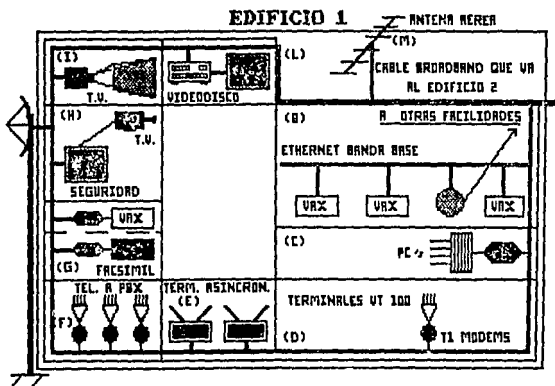 EDIFICIO 1
ANTENA AEREA
(I)
T.V.
VIDEODISCO
(L)
(M)
CABLE BROADBAND QUE VA
AL EDIFICIO 2
(H)
T.V.
SEGURIDAD
(B)
A OTRAS FACILIDADES
ETHERNET BANDA BASE
VAX
VAX
VAX
VAX
(G)
FACSIMIL
(C)
PC's
TEL. A PBX
(F)
TERM. ASINCRON.
(E)
TERMINALES VT 100
(D)
T1 MODEMS